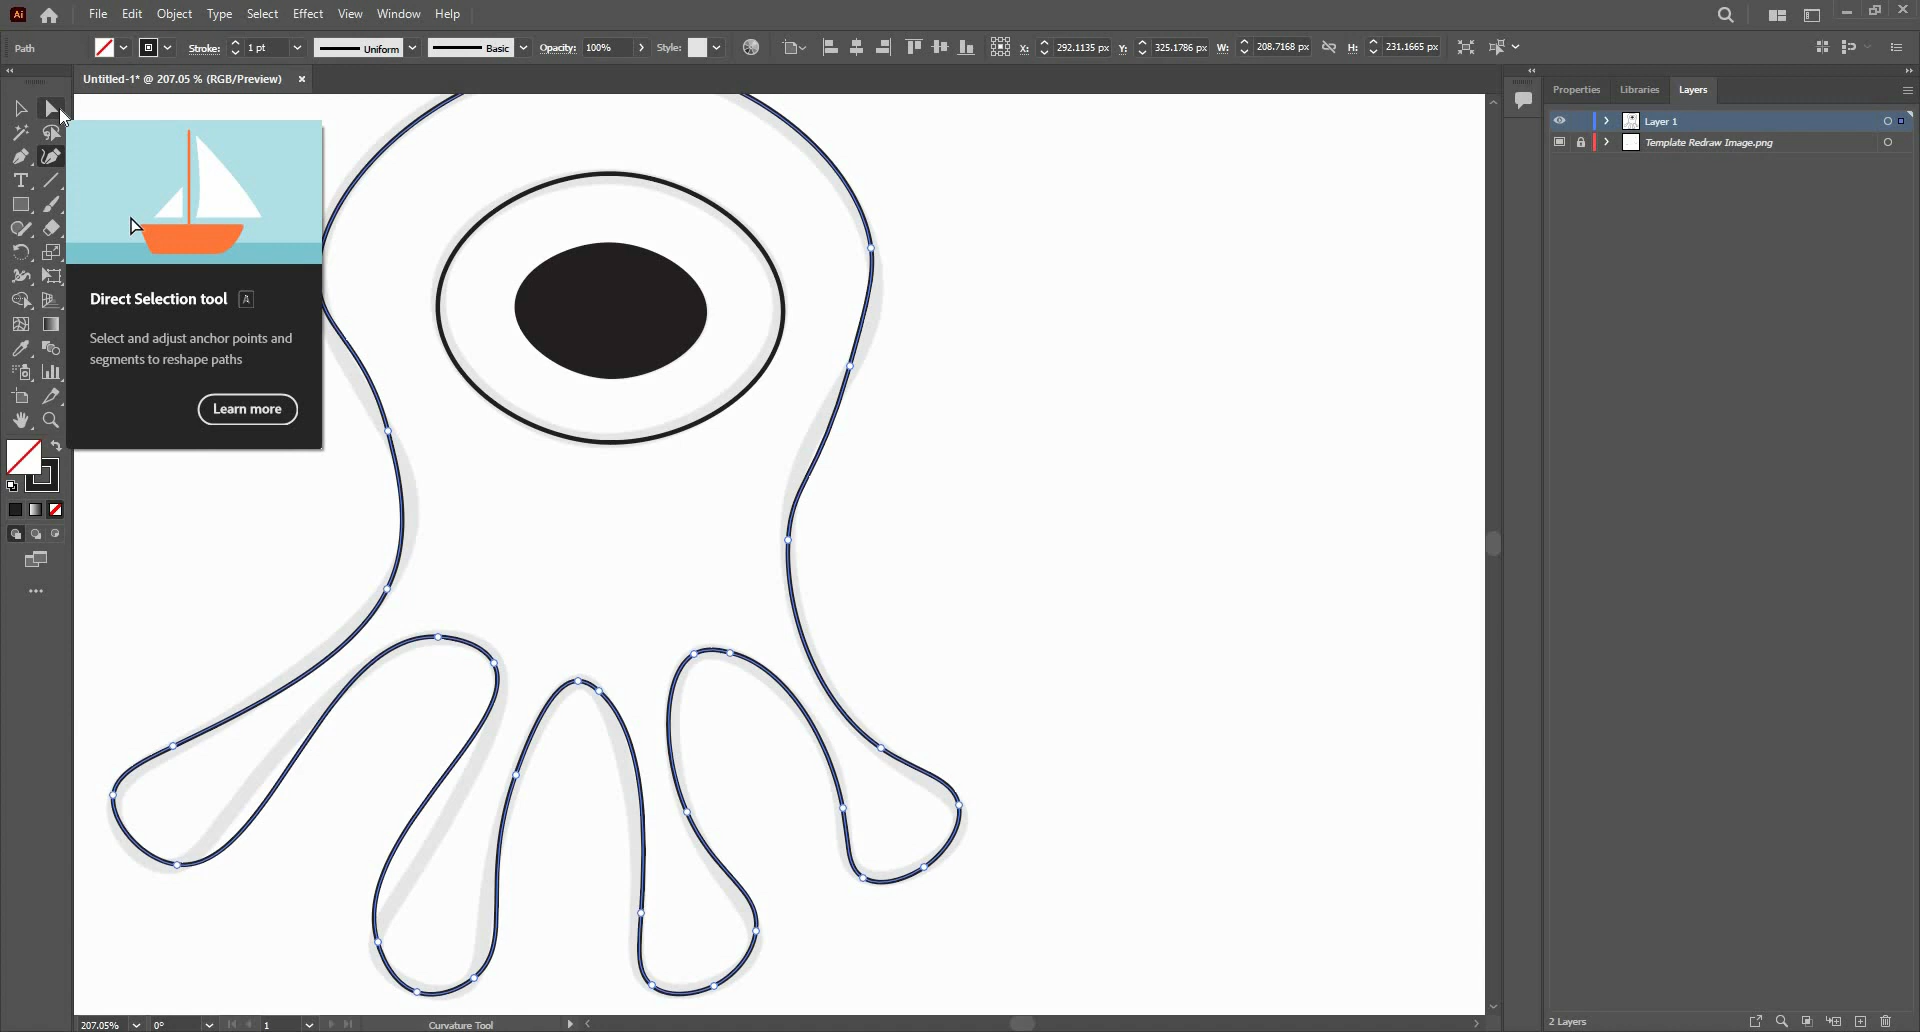 Ai File Edit Object Type Select Effect View Window Help
Path Stroke: 1 pt Uniform Basic Opacity: 100% Style: X: 292.1135 px Y: 325.1786 px W: 208.7168 px H: 231.1665 px
Untitled-1* @ 207.05 % (RGB/Preview) ×
Properties Libraries Layers
Layer 1
Template Redraw Image.png
Direct Selection tool A
Select and adjust anchor points and
segments to reshape paths
Learn more
207.05% 0° 1 Curvature Tool
2 Layers